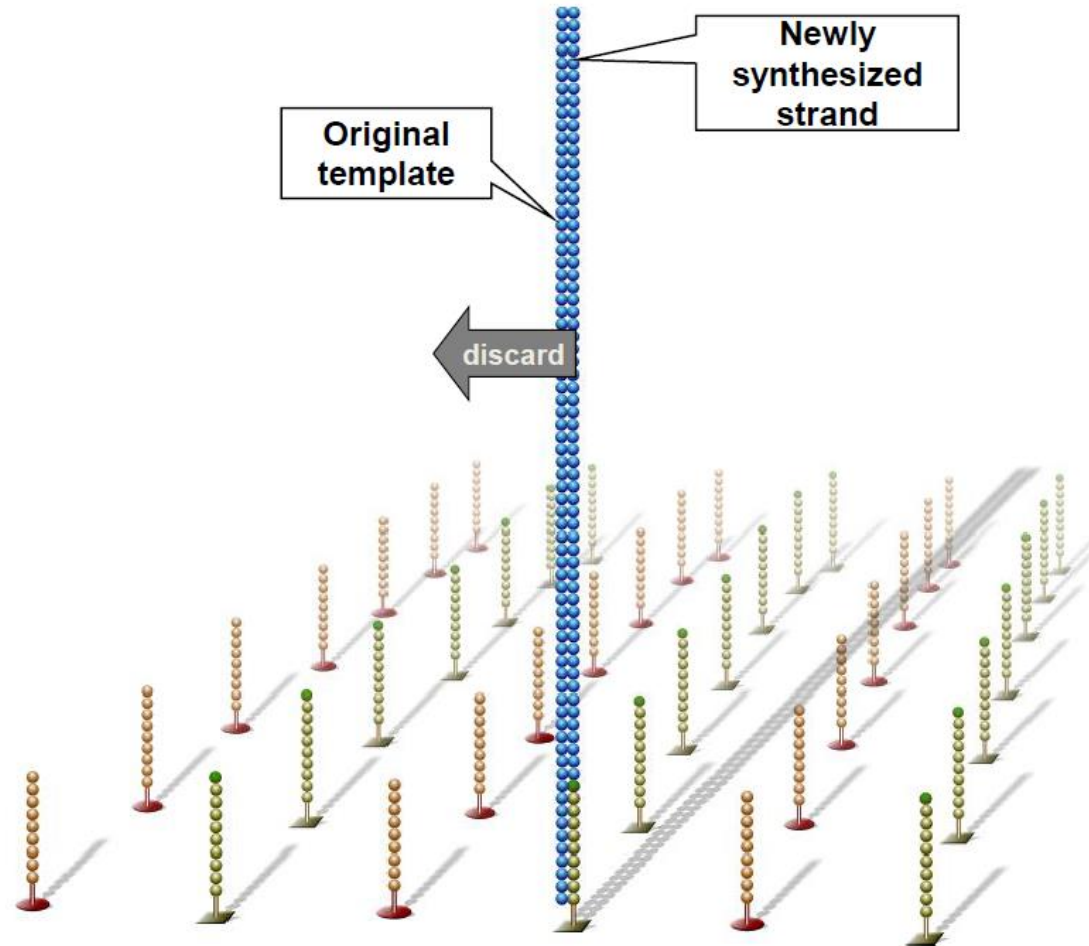 Newly
synthesized
strand
Original
template
discard